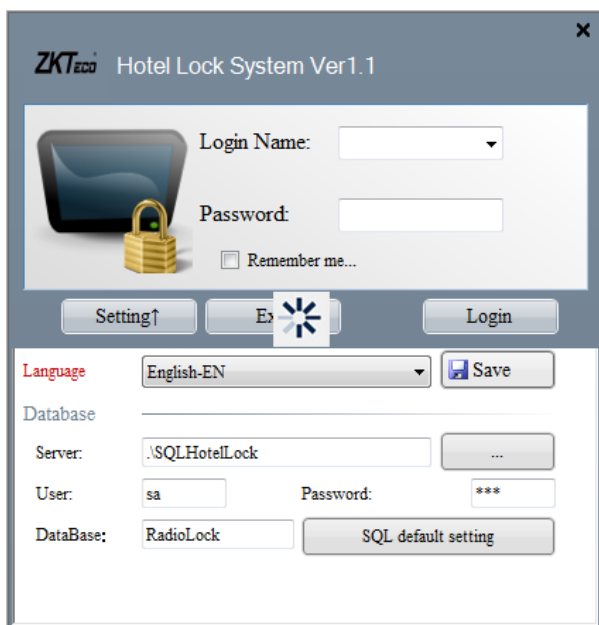 ZKTeco Hotel Lock System Ver1.1
Login Name:
Password:
Remember me...
Setting↑ Login
Language English-EN Save
Database
Server: .\SQLHotelLock ...
User: sa Password: ***
DataBase: RadioLock SQL default setting